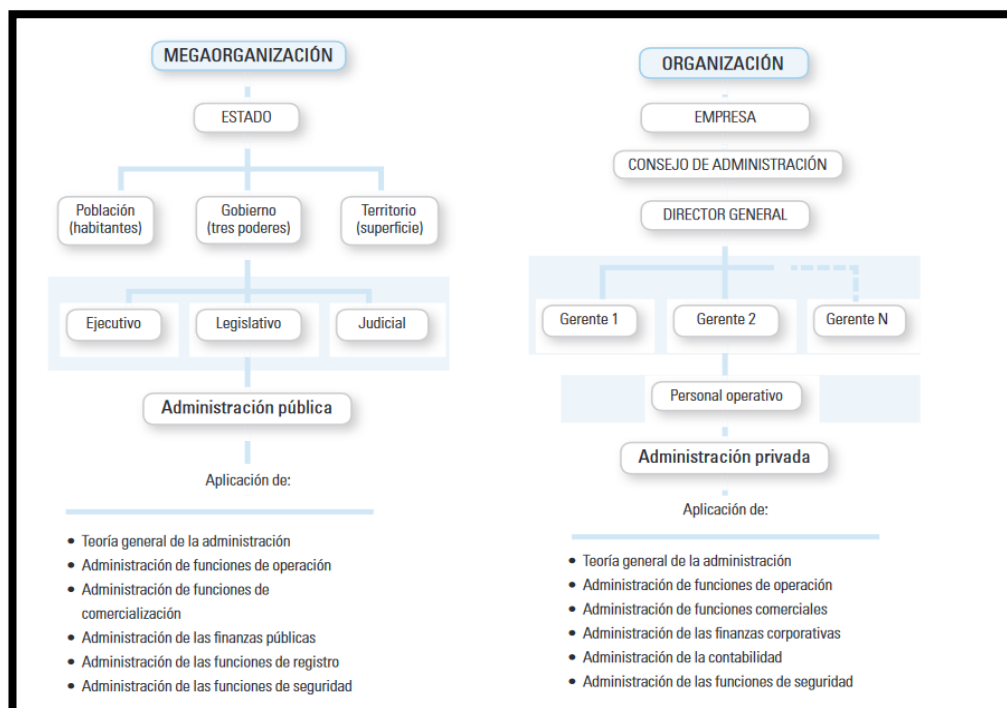 MEGAORGANIZACIÓN
ESTADO
Población
(habitantes)
Gobierno
(tres poderes)
Territorio
(superficie)
Ejecutivo
Legislativo
Judicial
Administración pública
Aplicación de:
• Teoría general de la administración
• Administración de funciones de operación
• Administración de funciones de
comercialización
• Administración de las finanzas públicas
• Administración de las funciones de registro
• Administración de las funciones de seguridad
ORGANIZACIÓN
EMPRESA
CONSEJO DE ADMINISTRACIÓN
DIRECTOR GENERAL
Gerente 1
Gerente 2
Gerente N
Personal operativo
Administración privada
Aplicación de:
• Teoría general de la administración
• Administración de funciones de operación
• Administración de funciones comerciales
• Administración de las finanzas corporativas
• Administración de la contabilidad
• Administración de las funciones de seguridad